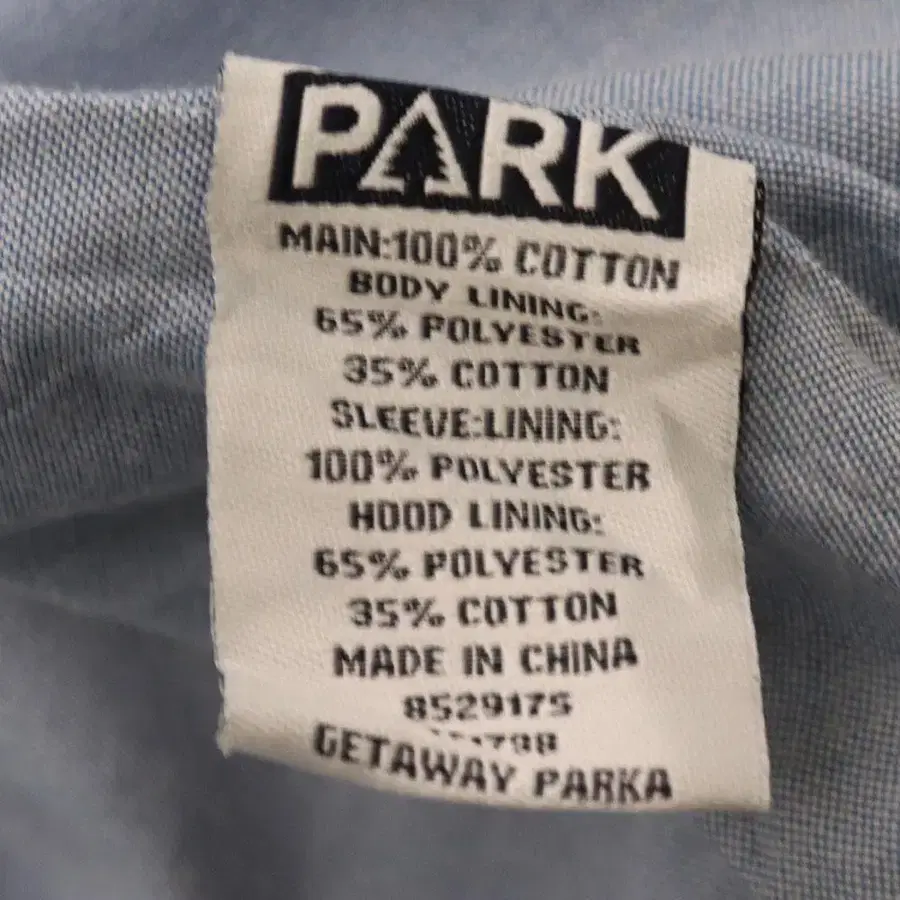 PARK
MAIN:100% COTTON
BODY LINING:
65% POLYESTER
35% COTTON
SLEEVE:LINING:
100% POLYESTER
HOOD LINING:
65% POLYESTER
35% COTTON
MADE IN CHINA
8529175
GETAWAY PARKA